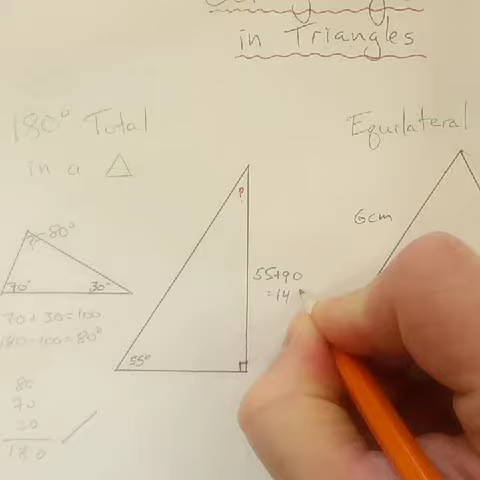 in Triangles
180° Total
in a △
80°
?
70°
30°
70 + 30 = 100
180 - 100 = 80°
80
70
30
180
?
55°
55+90
=14
Equilateral
6cm